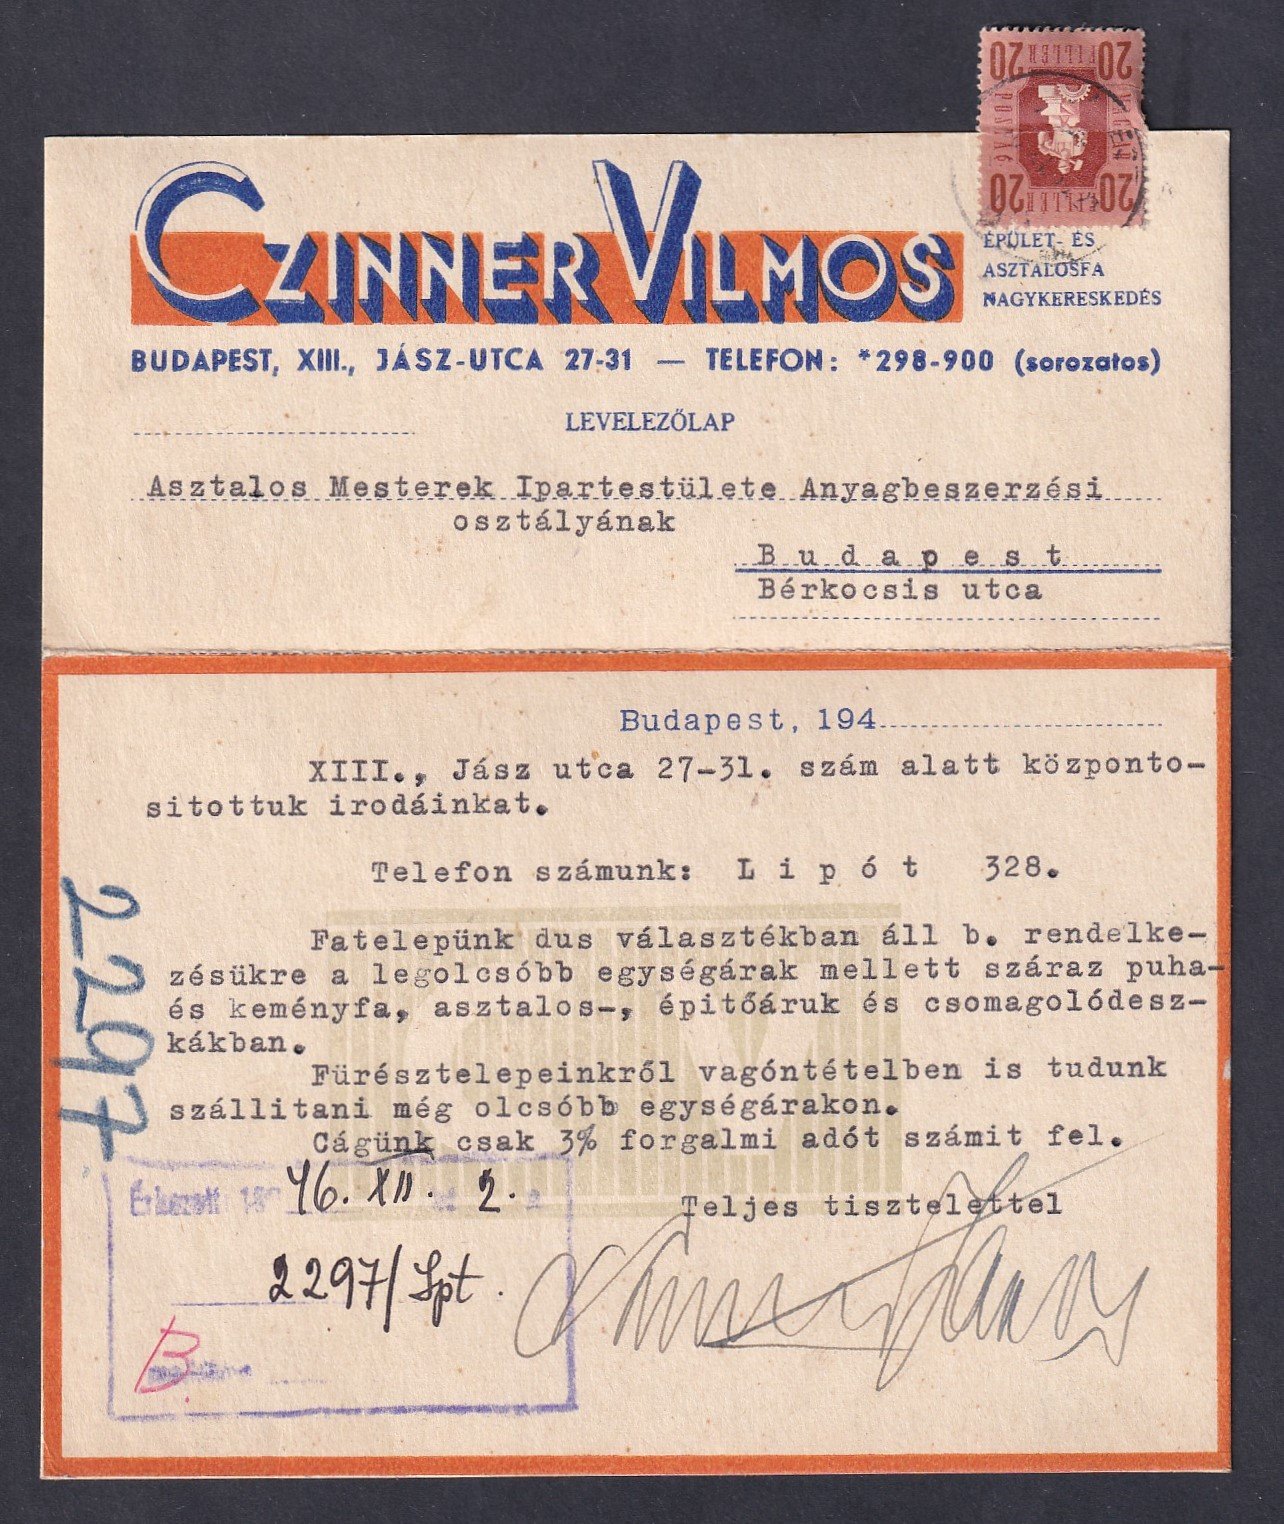 20 FILLÉR 20
MAGYAR
POSTA
20 FILLÉR 20
CZINNER VILMOS
ÉPÜLET- ÉS
ASZTALOSFA
NAGYKERESKEDÉS
BUDAPEST, XIII., JÁSZ-UTCA 27-31 — TELEFON: *298-900 (sorozatos)
LEVELEZŐLAP
Asztalos Mesterek Ipartestülete Anyagbeszerzési
osztályának
Budapest
Bérkocsis utca
Budapest, 194
XIII., Jász utca 27-31. szám alatt központo-
sitottuk irodáinkat.
Telefon számunk: Lipót 328.
Fatelepünk dus választékban áll b. rendelke-
zésükre a legolcsóbb egységárak mellett száraz puha-
és keményfa, asztalos-, épitőáruk és csomagolódesz-
kákban.
Fürésztelepeinkről vagóntételben is tudunk
szállitani még olcsóbb egységárakon.
Cágünk csak 3% forgalmi adót számit fel.
Teljes tisztelettel
2297
Érkezett 46. XII. 2.
2297/Spt.
B.